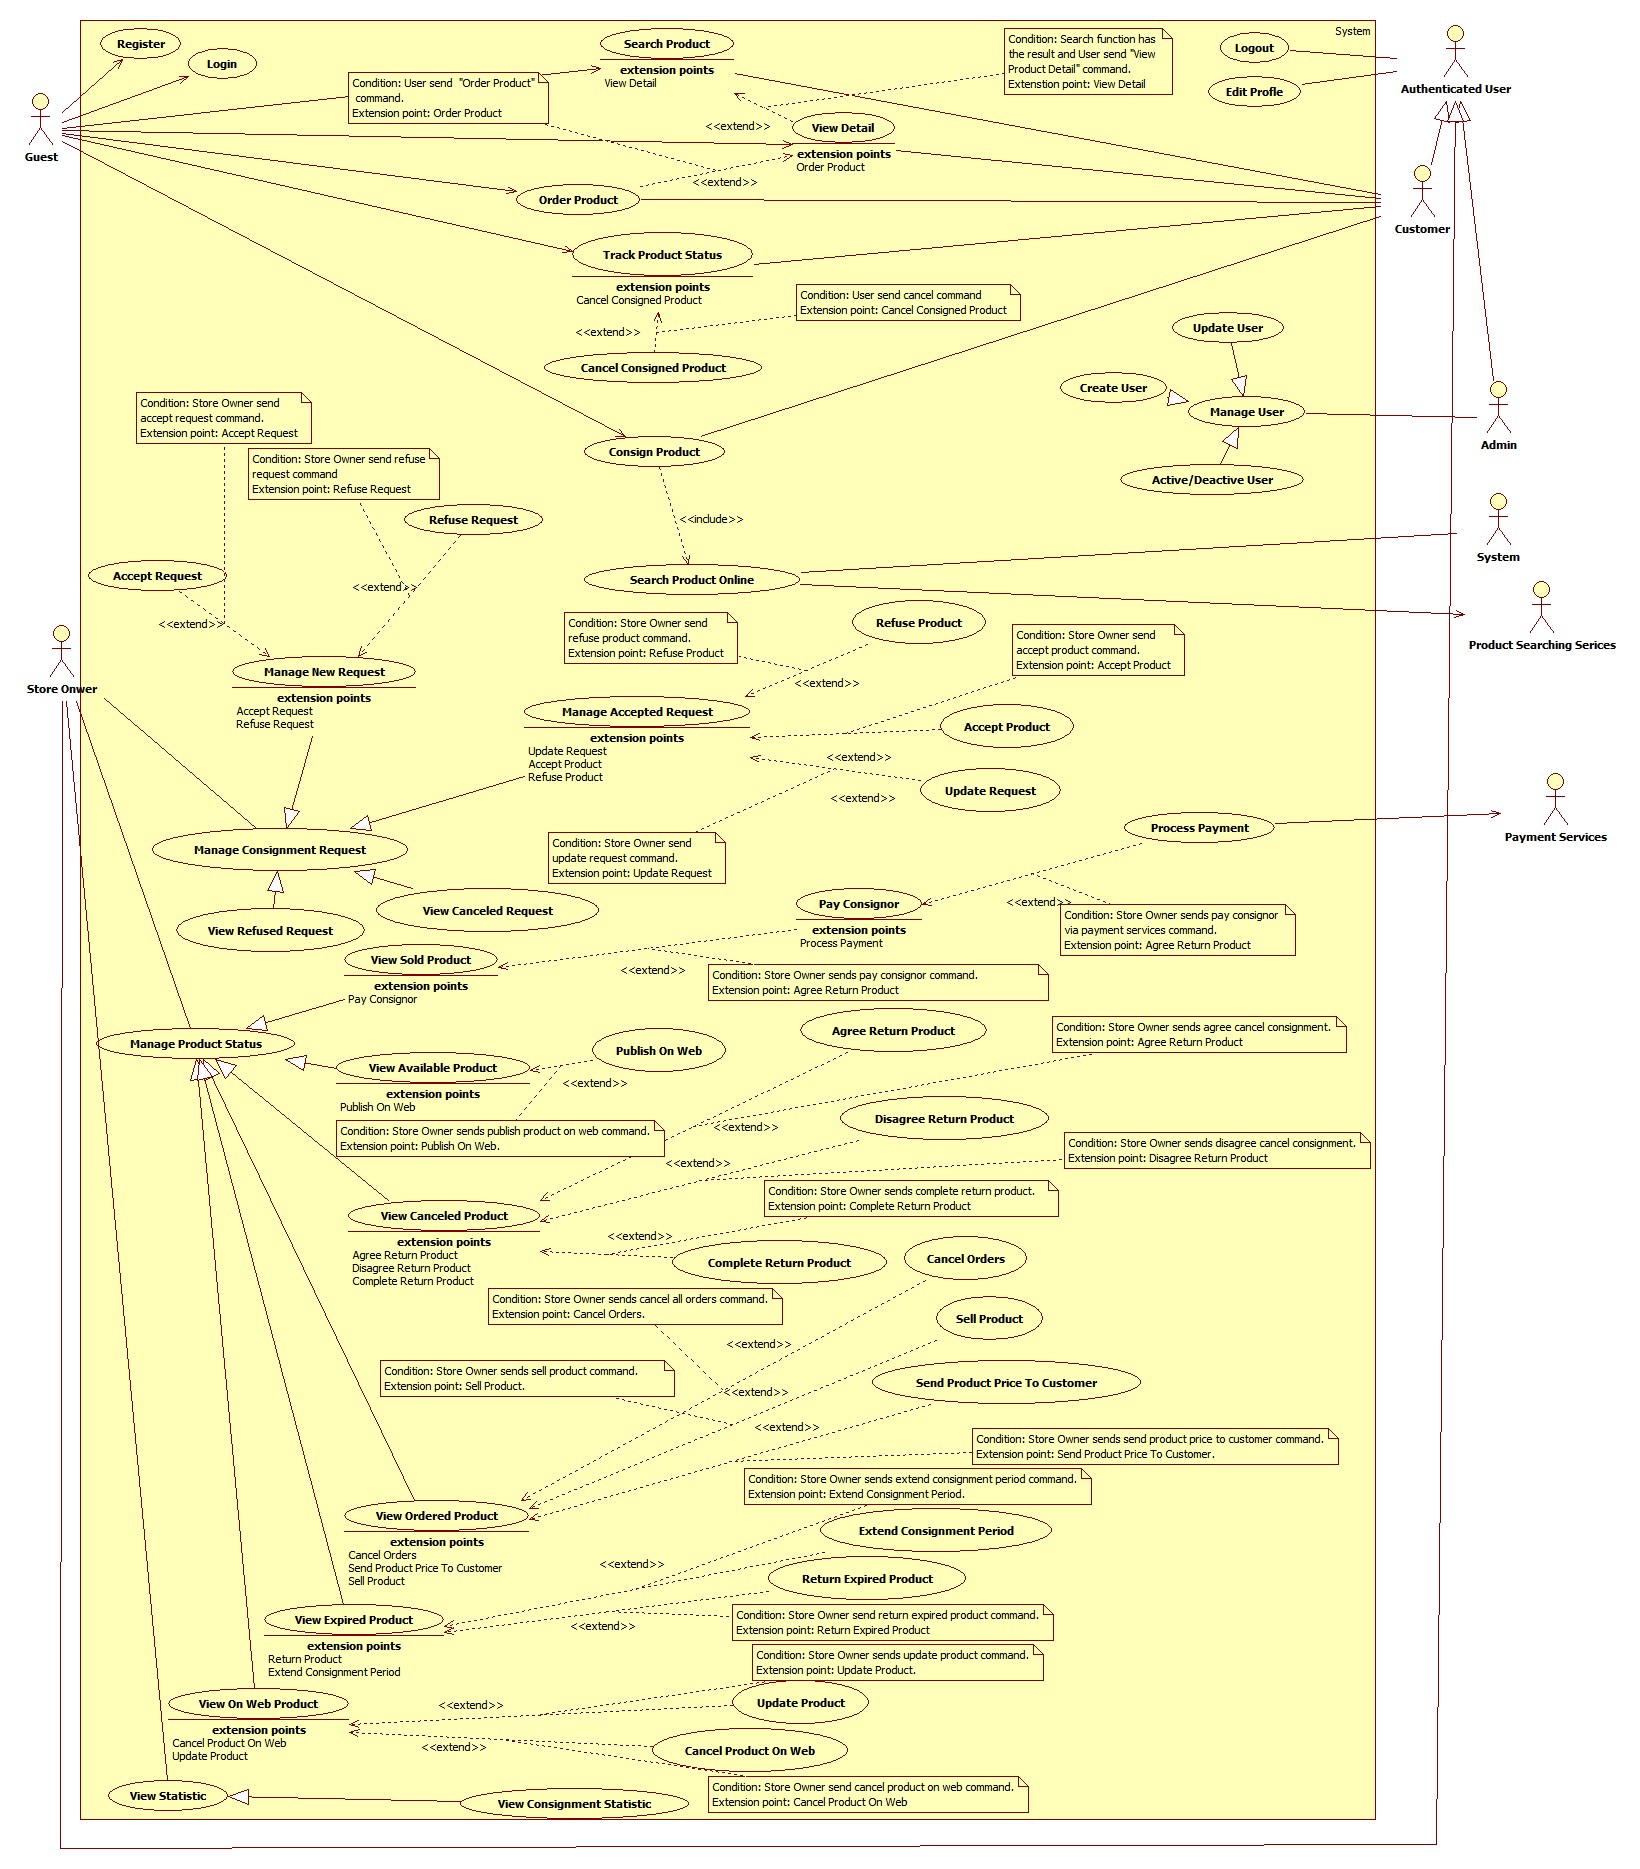 System
Register
Login
Search Product
extension points
View Detail
Condition: User send  "Order Product"
command.
Extension point: Order Product
Condition: Search function has
the result and User send "View
Product Detail" command.
Extenstion point: View Detail
Logout
Edit Profle
Authenticated User
Guest
<<extend>>
View Detail
extension points
Order Product
<<extend>>
Order Product
Customer
Track Product Status
extension points
Cancel Consigned Product
Condition: User send cancel command
Extension point: Cancel Consigned Product
<<extend>>
Cancel Consigned Product
Update User
Create User
Manage User
Active/Deactive User
Admin
Condition: Store Owner send
accept request command.
Extension point: Accept Request
Condition: Store Owner send refuse
request command
Extension point: Refuse Request
Consign Product
<<include>>
Refuse Request
Search Product Online
System
Product Searching Serices
Accept Request
<<extend>>
<<extend>>
Store Onwer
Manage New Request
extension points
Accept Request
Refuse Request
Condition: Store Owner send
refuse product command.
Extension point: Refuse Product
Refuse Product
Condition: Store Owner send
accept product command.
Extension point: Accept Product
<<extend>>
Manage Accepted Request
extension points
Update Request
Accept Product
Refuse Product
Accept Product
<<extend>>
Update Request
<<extend>>
Payment Services
Process Payment
Condition: Store Owner send
update request command.
Extension point: Update Request
Manage Consignment Request
View Refused Request
View Canceled Request
Pay Consignor
extension points
Process Payment
<<extend>>
Condition: Store Owner sends pay consignor
via payment services command.
Extension point: Agree Return Product
View Sold Product
extension points
Pay Consignor
<<extend>>
Condition: Store Owner sends pay consignor command.
Extension point: Agree Return Product
Manage Product Status
Agree Return Product
Condition: Store Owner sends agree cancel consignment.
Extension point: Agree Return Product
View Available Product
extension points
Publish On Web
Publish On Web
<<extend>>
Condition: Store Owner sends publish product on web command.
Extension point: Publish On Web.
<<extend>>
Disagree Return Product
Condition: Store Owner sends disagree cancel consignment.
Extension point: Disagree Return Product
<<extend>>
Condition: Store Owner sends complete return product.
Extension point: Complete Return Product
View Canceled Product
extension points
Agree Return Product
Disagree Return Product
Complete Return Product
<<extend>>
Complete Return Product
Cancel Orders
Condition: Store Owner sends cancel all orders command.
Extension point: Cancel Orders.
Sell Product
<<extend>>
Condition: Store Owner sends sell product command.
Extension point: Sell Product.
<<extend>>
Send Product Price To Customer
<<extend>>
Condition: Store Owner sends send product price to customer command.
Extension point: Send Product Price To Customer.
Condition: Store Owner sends extend consignment period command.
Extension point: Extend Consignment Period.
View Ordered Product
extension points
Cancel Orders
Send Product Price To Customer
Sell Product
Extend Consignment Period
<<extend>>
Return Expired Product
View Expired Product
extension points
Return Product
Extend Consignment Period
<<extend>>
Condition: Store Owner send return expired product command.
Extension point: Return Expired Product
Condition: Store Owner sends update product command.
Extension point: Update Product.
View On Web Product
extension points
Cancel Product On Web
Update Product
<<extend>>
Update Product
<<extend>>
Cancel Product On Web
Condition: Store Owner send cancel product on web command.
Extension point: Cancel Product On Web
View Statistic
View Consignment Statistic